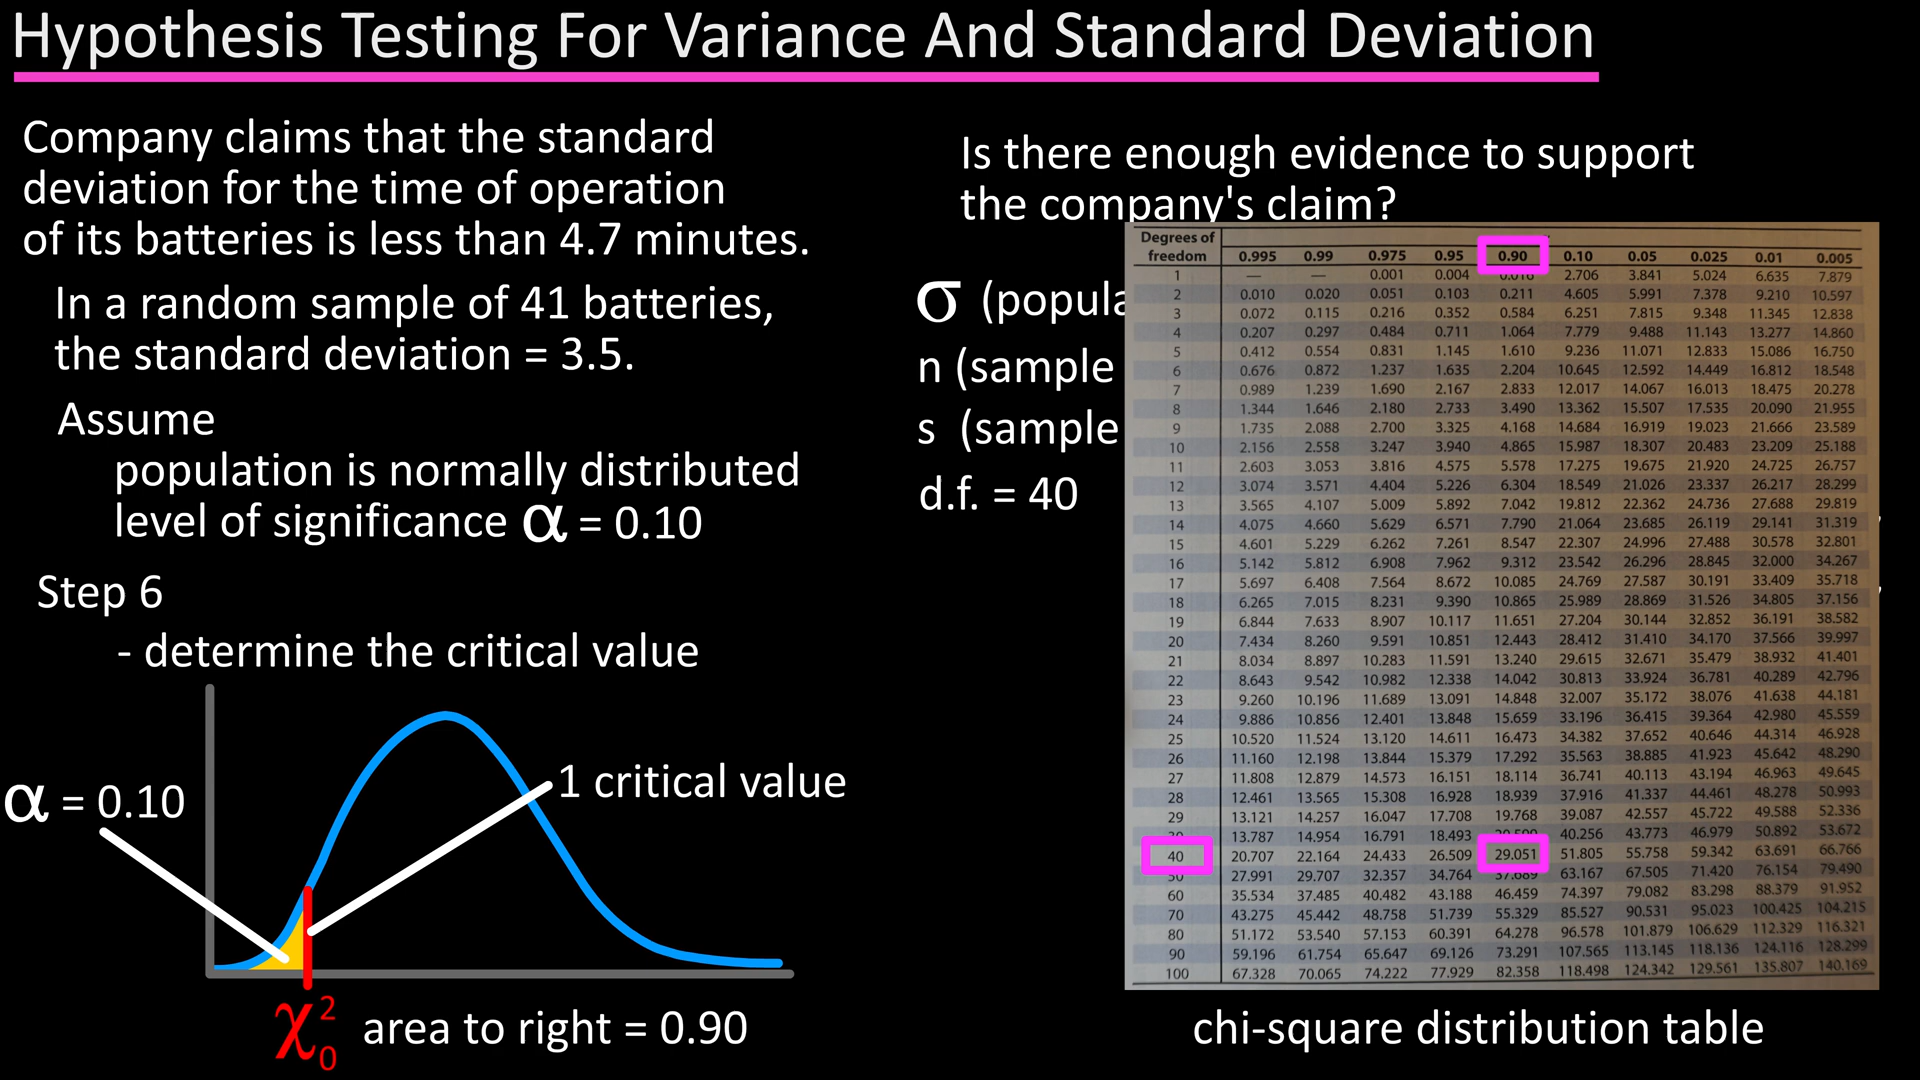 Hypothesis Testing For Variance And Standard Deviation
Company claims that the standard
deviation for the time of operation
of its batteries is less than 4.7 minutes.
In a random sample of 41 batteries,
the standard deviation = 3.5.
Assume
population is normally distributed
level of significance α = 0.10
Step 6
- determine the critical value
α = 0.10
1 critical value
χ²₀ area to right = 0.90
Is there enough evidence to support
the company's claim?
σ (popula
n (sample
s (sample
d.f. = 40
Degrees of
freedom 0.995 0.99 0.975 0.95 0.90 0.10 0.05 0.025 0.01 0.005
1 — — 0.001 0.004 0.016 2.706 3.841 5.024 6.635 7.879
2 0.010 0.020 0.051 0.103 0.211 4.605 5.991 7.378 9.210 10.597
3 0.072 0.115 0.216 0.352 0.584 6.251 7.815 9.348 11.345 12.838
4 0.207 0.297 0.484 0.711 1.064 7.779 9.488 11.143 13.277 14.860
5 0.412 0.554 0.831 1.145 1.610 9.236 11.071 12.833 15.086 16.750
6 0.676 0.872 1.237 1.635 2.204 10.645 12.592 14.449 16.812 18.548
7 0.989 1.239 1.690 2.167 2.833 12.017 14.067 16.013 18.475 20.278
8 1.344 1.646 2.180 2.733 3.490 13.362 15.507 17.535 20.090 21.955
9 1.735 2.088 2.700 3.325 4.168 14.684 16.919 19.023 21.666 23.589
10 2.156 2.558 3.247 3.940 4.865 15.987 18.307 20.483 23.209 25.188
11 2.603 3.053 3.816 4.575 5.578 17.275 19.675 21.920 24.725 26.757
12 3.074 3.571 4.404 5.226 6.304 18.549 21.026 23.337 26.217 28.299
13 3.565 4.107 5.009 5.892 7.042 19.812 22.362 24.736 27.688 29.819
14 4.075 4.660 5.629 6.571 7.790 21.064 23.685 26.119 29.141 31.319
15 4.601 5.229 6.262 7.261 8.547 22.307 24.996 27.488 30.578 32.801
16 5.142 5.812 6.908 7.962 9.312 23.542 26.296 28.845 32.000 34.267
17 5.697 6.408 7.564 8.672 10.085 24.769 27.587 30.191 33.409 35.718
18 6.265 7.015 8.231 9.390 10.865 25.989 28.869 31.526 34.805 37.156
19 6.844 7.633 8.907 10.117 11.651 27.204 30.144 32.852 36.191 38.582
20 7.434 8.260 9.591 10.851 12.443 28.412 31.410 34.170 37.566 39.997
21 8.034 8.897 10.283 11.591 13.240 29.615 32.671 35.479 38.932 41.401
22 8.643 9.542 10.982 12.338 14.042 30.813 33.924 36.781 40.289 42.796
23 9.260 10.196 11.689 13.091 14.848 32.007 35.172 38.076 41.638 44.181
24 9.886 10.856 12.401 13.848 15.659 33.196 36.415 39.364 42.980 45.559
25 10.520 11.524 13.120 14.611 16.473 34.382 37.652 40.646 44.314 46.928
26 11.160 12.198 13.844 15.379 17.292 35.563 38.885 41.923 45.642 48.290
27 11.808 12.879 14.573 16.151 18.114 36.741 40.113 43.194 46.963 49.645
28 12.461 13.565 15.308 16.928 18.939 37.916 41.337 44.461 48.278 50.993
29 13.121 14.257 16.047 17.708 19.768 39.087 42.557 45.722 49.588 52.336
30 13.787 14.954 16.791 18.493 20.599 40.256 43.773 46.979 50.892 53.672
40 20.707 22.164 24.433 26.509 29.051 51.805 55.758 59.342 63.691 66.766
50 27.991 29.707 32.357 34.764 37.689 63.167 67.505 71.420 76.154 79.490
60 35.534 37.485 40.482 43.188 46.459 74.397 79.082 83.298 88.379 91.952
70 43.275 45.442 48.758 51.739 55.329 85.527 90.531 95.023 100.425 104.215
80 51.172 53.540 57.153 60.391 64.278 96.578 101.879 106.629 112.329 116.321
90 59.196 61.754 65.647 69.126 73.291 107.565 113.145 118.136 124.116 128.299
100 67.328 70.065 74.222 77.929 82.358 118.498 124.342 129.561 135.807 140.169
chi-square distribution table